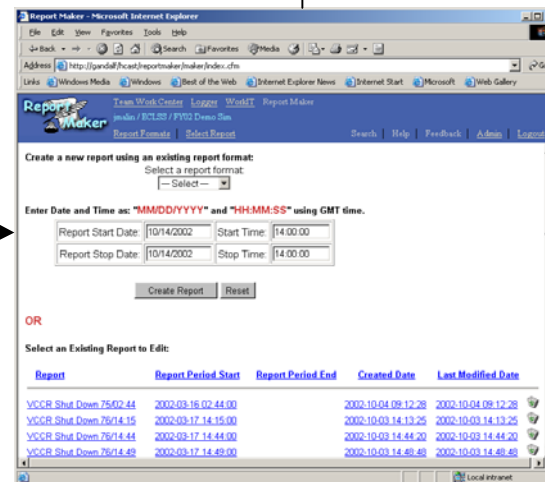 Report Maker - Microsoft Internet Explorer
File Edit View Favorites Tools Help
Back Search Favorites Media
Address http://gandalf/hcast/reportmaker/maker/index.cfm Go
Links Windows Media Windows Best of the Web Internet Explorer News Internet Start Microsoft Web Gallery
Report Maker
Team Work Center Logger WorkIT Report Maker
jmalin / ECLSS / FY02 Demo Sim
Report Formats | Select Report Search | Help | Feedback | Admin | Logout
Create a new report using an existing report format:
Select a report format:
--- Select ---
Enter Date and Time as: "MM/DD/YYYY" and "HH:MM:SS" using GMT time.
Report Start Date: 10/14/2002 Start Time: 14:00:00
Report Stop Date: 10/14/2002 Stop Time: 14:00:00
Create Report Reset
OR
Select an Existing Report to Edit:
Report Report Period Start Report Period End Created Date Last Modified Date
VCCR Shut Down 75/02:44 2002-03-16 02:44:00 2002-10-04 09:12:28 2002-10-04 09:12:28
VCCR Shut Down 76/14:15 2002-03-17 14:15:00 2002-10-03 14:13:25 2002-10-03 14:13:25
VCCR Shut Down 76/14:44 2002-03-17 14:44:00 2002-10-03 14:44:20 2002-10-03 14:44:20
VCCR Shut Down 76/14:49 2002-03-17 14:49:00 2002-10-03 14:48:48 2002-10-03 14:48:48
Local intranet